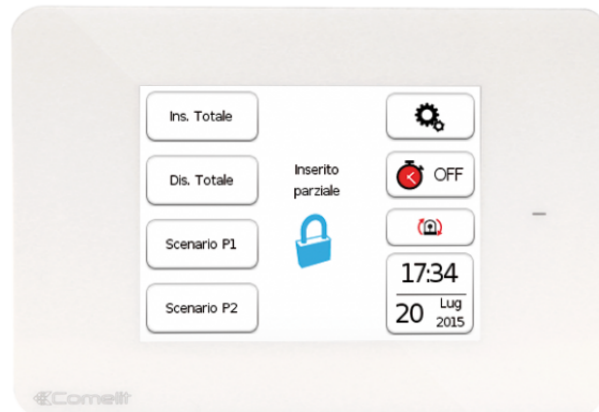 Ins. Totale
Dis. Totale
Scenario P1
Scenario P2
Inserito
parziale
OFF
17:34
20 Lug
2015
Comelit